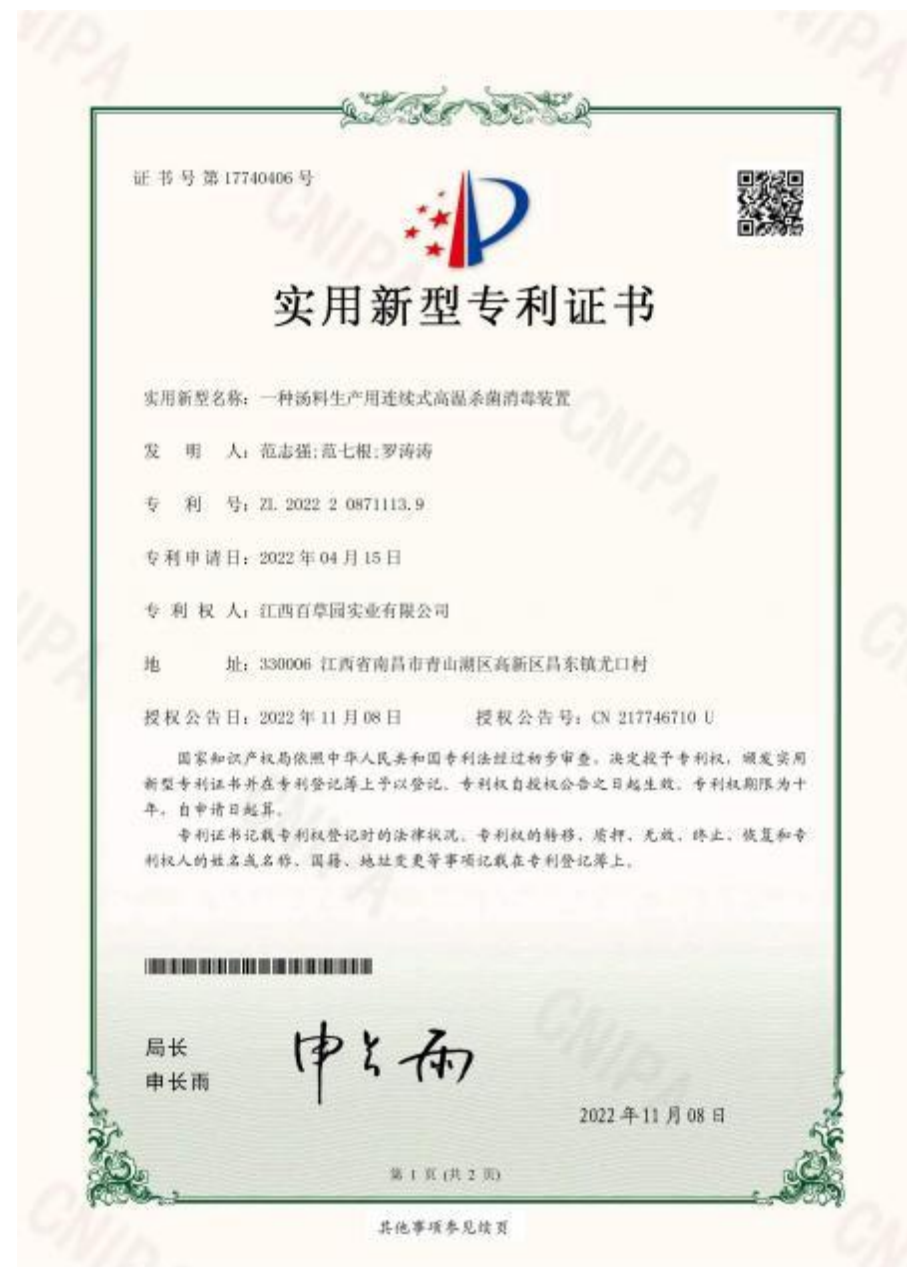 证书号第17740406号
实用新型专利证书
实用新型名称：一种汤料生产用连续式高温杀菌消毒装置
发明人：范志强;范七根;罗涛涛
专利号：ZL 2022 2 0871113.9
专利申请日：2022年04月15日
专利权人：江西百草园实业有限公司
地址：330006 江西省南昌市青山湖区高新区昌东镇尤口村
授权公告日：2022年11月08日 授权公告号：CN 217746710 U
国家知识产权局依照中华人民共和国专利法经过初步审查，决定授予专利权，颁发实用
新型专利证书并在专利登记簿上予以登记。专利权自授权公告之日起生效。专利权期限为十
年，自申请日起算。
专利证书记载专利权登记时的法律状况。专利权的转移、质押、无效、终止、恢复和专
利权人的姓名或名称、国籍、地址变更等事项记载在专利登记簿上。
局长
申长雨
申长雨
2022年11月08日
第 1 页 (共 2 页)
其他事项参见续页
CNIPA